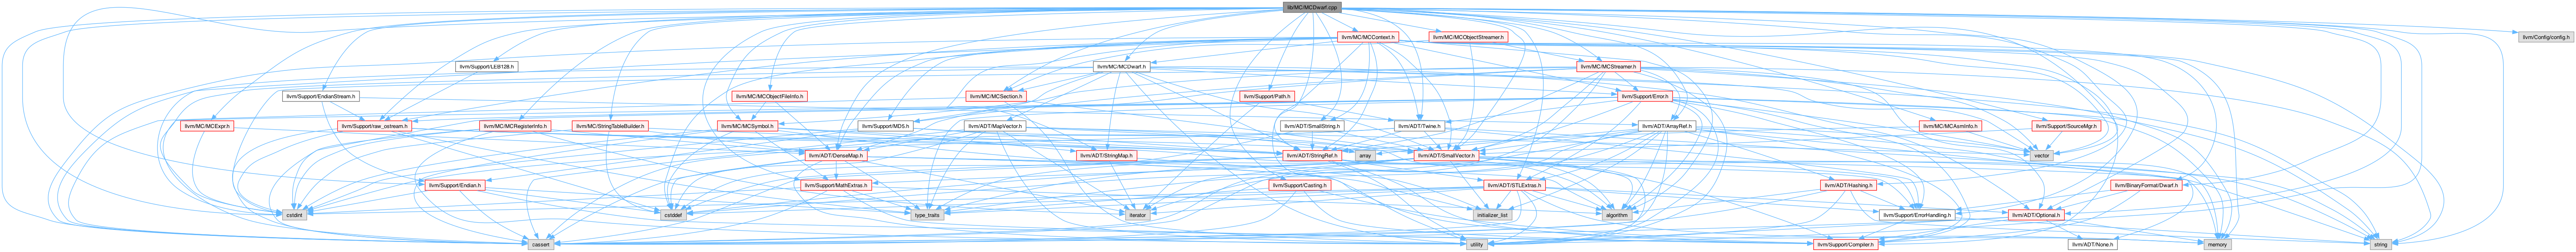 lib/MC/MCDwarf.cpp
llvm/MC/MCContext.h
llvm/MC/MCObjectStreamer.h
llvm/Config/config.h
llvm/Support/LEB128.h
llvm/MC/MCDwarf.h
llvm/MC/MCStreamer.h
llvm/Support/EndianStream.h
llvm/MC/MCObjectFileInfo.h
llvm/MC/MCSection.h
llvm/Support/Path.h
llvm/Support/Error.h
llvm/MC/MCExpr.h
llvm/Support/raw_ostream.h
llvm/MC/MCRegisterInfo.h
llvm/MC/StringTableBuilder.h
llvm/MC/MCSymbol.h
llvm/Support/MD5.h
llvm/ADT/MapVector.h
llvm/ADT/SmallString.h
llvm/ADT/Twine.h
llvm/ADT/ArrayRef.h
llvm/MC/MCAsmInfo.h
llvm/Support/SourceMgr.h
llvm/ADT/DenseMap.h
llvm/ADT/StringMap.h
llvm/ADT/StringRef.h
array
llvm/ADT/SmallVector.h
vector
llvm/Support/Endian.h
llvm/Support/MathExtras.h
llvm/Support/Casting.h
llvm/ADT/STLExtras.h
llvm/ADT/Hashing.h
llvm/BinaryFormat/Dwarf.h
cstdint
cstddef
type_traits
iterator
initializer_list
algorithm
llvm/Support/ErrorHandling.h
llvm/ADT/Optional.h
cassert
utility
llvm/Support/Compiler.h
llvm/ADT/None.h
memory
string